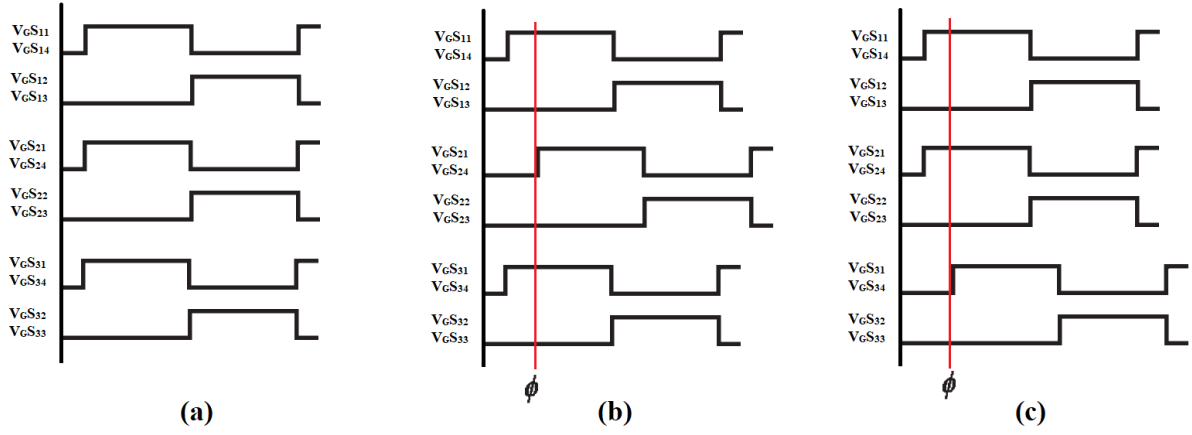 VGS11
VGS14
VGS12
VGS13
VGS21
VGS24
VGS22
VGS23
VGS31
VGS34
VGS32
VGS33
(a)
VGS11
VGS14
VGS12
VGS13
VGS21
VGS24
VGS22
VGS23
VGS31
VGS34
VGS32
VGS33
ϕ
(b)
VGS11
VGS14
VGS12
VGS13
VGS21
VGS24
VGS22
VGS23
VGS31
VGS34
VGS32
VGS33
ϕ
(c)